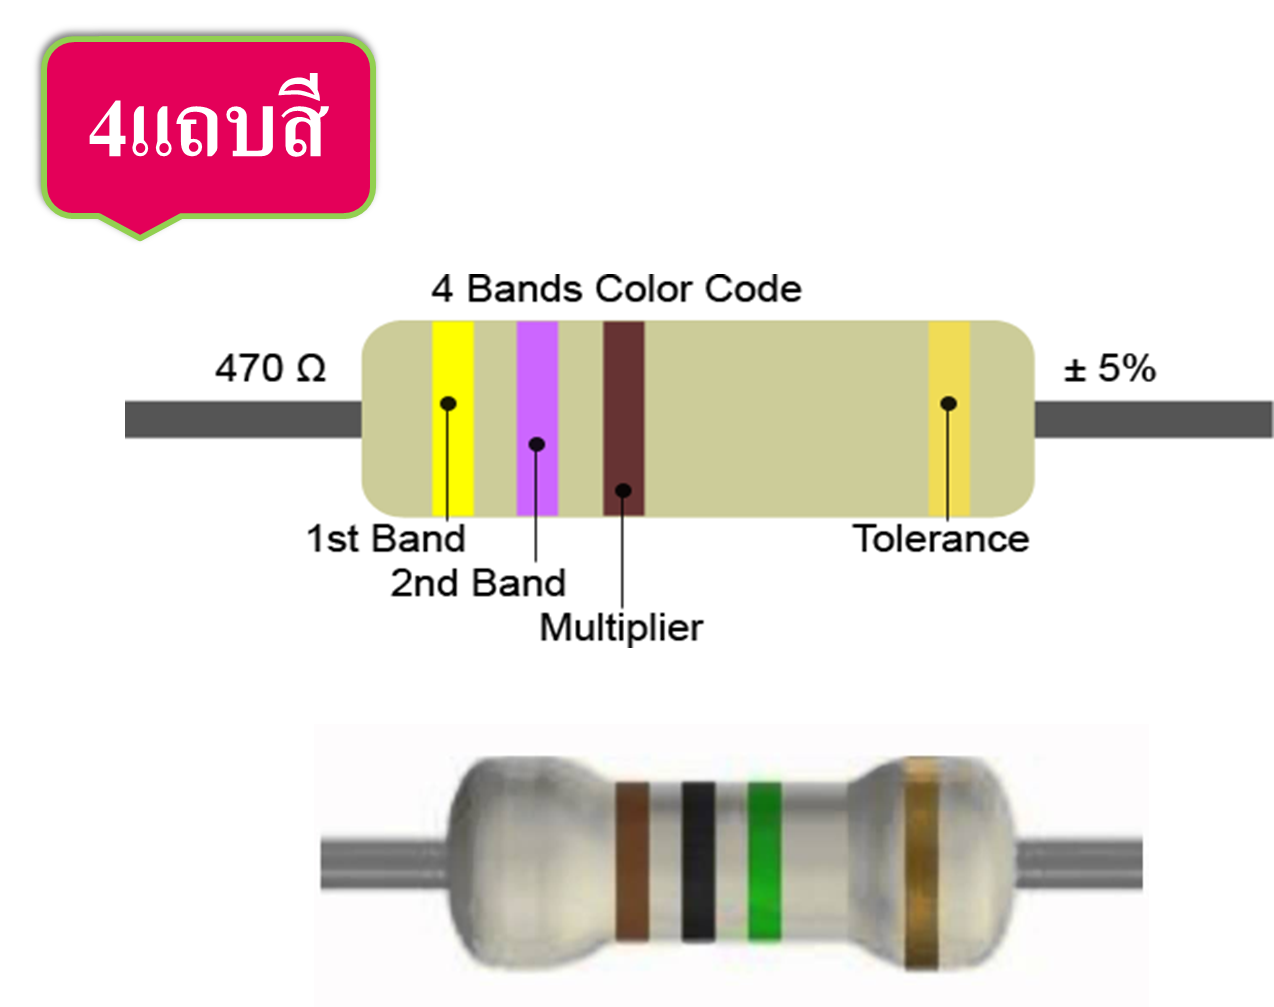 4แถบสี
4 Bands Color Code
470 Ω
± 5%
1st Band
Tolerance
2nd Band
Multiplier